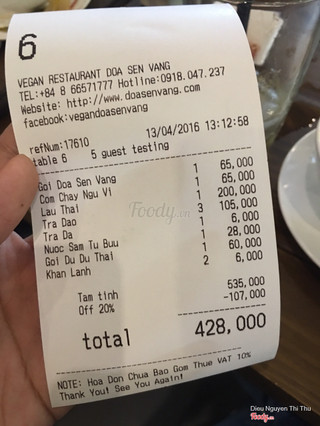 6
VEGAN RESTAURANT DOA SEN VANG
TEL:+84 8 66571777 Hotline:0918.047.237
Website: http://www.doasenvang.com
facebook:vegandoasenvang
refNum:17610 13/04/2016 13:12:58
table 6 5 guest testing
Goi Doa Sen Vang 1 65,000
Com Chay Ngu Vi 1 65,000
Lau Thai 1 200,000
Tra Dao 3 105,000
Tra Da 1 6,000
Nuoc Sam Tu Buu 1 28,000
Goi Du Du Thai 1 60,000
Khan Lanh 2 6,000
Tam tinh 535,000
Off 20% -107,000
total 428,000
NOTE: Hoa Don Chua Bao Gom Thue VAT 10%
Thank You! See You Again!
Foody.vn
Dieu Nguyen Thi Thu
Foody.vn